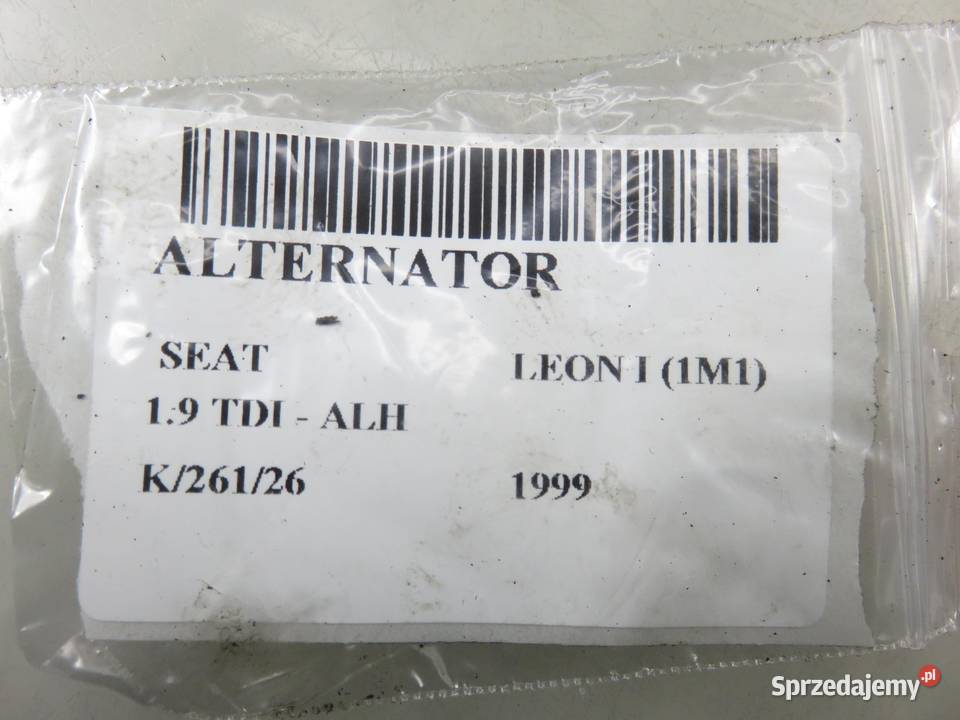 ALTERNATOR
SEAT LEON I (1M1)
1.9 TDI - ALH
K/261/26 1999
Sprzedajemy.pl